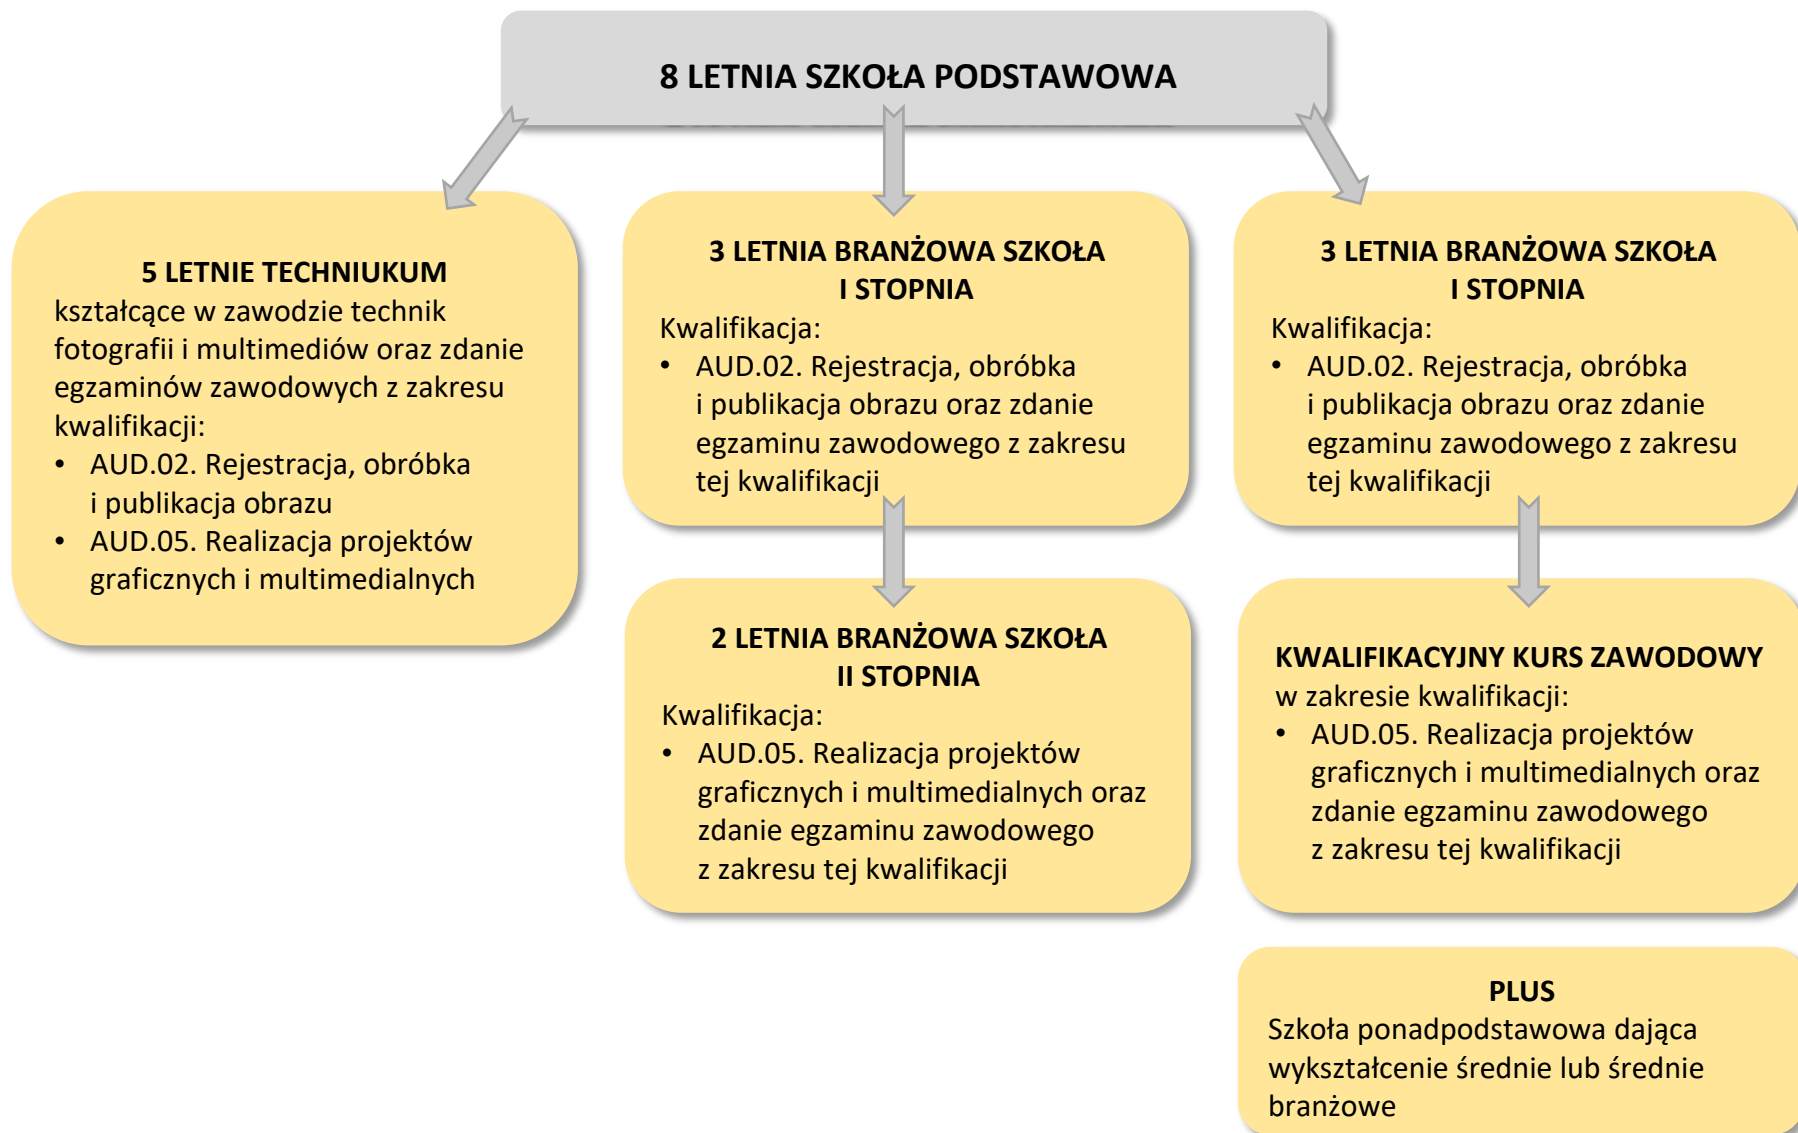 8 LETNIA SZKOŁA PODSTAWOWA
5 LETNIE TECHNIUKUM
kształcące w zawodzie technik
fotografii i multimediów oraz zdanie
egzaminów zawodowych z zakresu
kwalifikacji:
• AUD.02. Rejestracja, obróbka
i publikacja obrazu
• AUD.05. Realizacja projektów
graficznych i multimedialnych
3 LETNIA BRANŻOWA SZKOŁA
I STOPNIA
Kwalifikacja:
• AUD.02. Rejestracja, obróbka
i publikacja obrazu oraz zdanie
egzaminu zawodowego z zakresu
tej kwalifikacji
2 LETNIA BRANŻOWA SZKOŁA
II STOPNIA
Kwalifikacja:
• AUD.05. Realizacja projektów
graficznych i multimedialnych oraz
zdanie egzaminu zawodowego
z zakresu tej kwalifikacji
3 LETNIA BRANŻOWA SZKOŁA
I STOPNIA
Kwalifikacja:
• AUD.02. Rejestracja, obróbka
i publikacja obrazu oraz zdanie
egzaminu zawodowego z zakresu
tej kwalifikacji
KWALIFIKACYJNY KURS ZAWODOWY
w zakresie kwalifikacji:
• AUD.05. Realizacja projektów
graficznych i multimedialnych oraz
zdanie egzaminu zawodowego
z zakresu tej kwalifikacji
PLUS
Szkoła ponadpodstawowa dająca
wykształcenie średnie lub średnie
branżowe